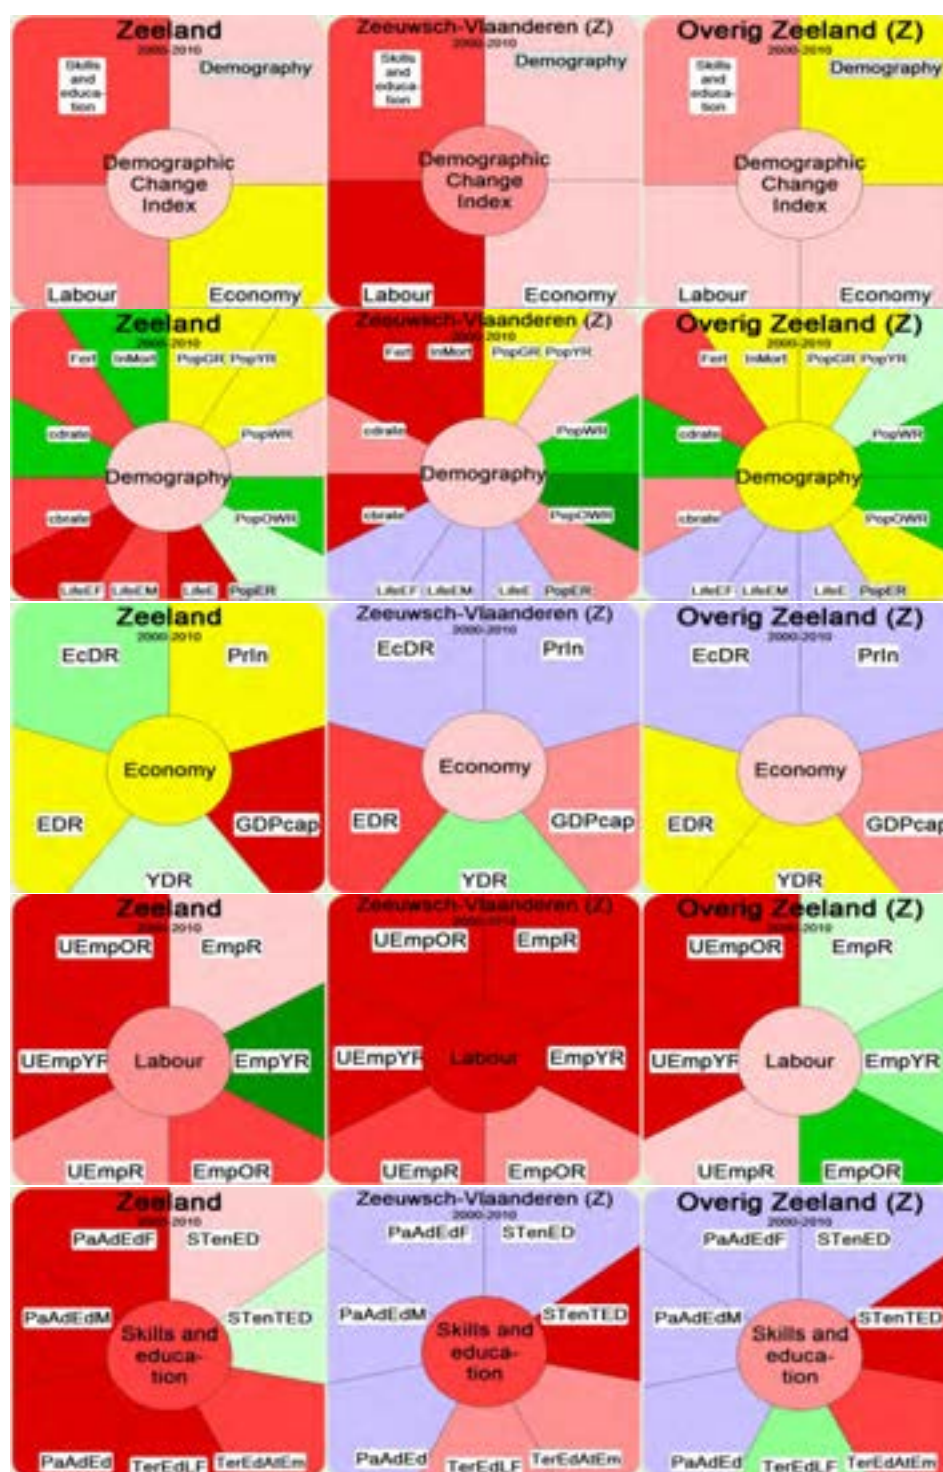 Zeeland
2000-2010
Skills
and
educa-
tion
Demography
Demographic
Change
Index
Labour
Economy
Zeeuwsch-Vlaanderen (Z)
2000-2010
Skills
and
educa-
tion
Demography
Demographic
Change
Index
Labour
Economy
Overig Zeeland (Z)
2000-2010
Skills
and
educa-
tion
Demography
Demographic
Change
Index
Labour
Economy
Zeeland
2000-2010
Fert
InMort
PopGR
PopYR
cdrate
PopWR
Demography
cbrate
PopOWR
LifeEF
LifeEM
LifeE
PopER
Zeeuwsch-Vlaanderen (Z)
2000-2010
Fert
InMort
PopGR
PopYR
cdrate
PopWR
Demography
cbrate
PopOWR
LifeEF
LifeEM
LifeE
PopER
Overig Zeeland (Z)
2000-2010
Fert
InMort
PopGR
PopYR
cdrate
PopWR
Demography
cbrate
PopOWR
LifeEF
LifeEM
LifeE
PopER
Zeeland
2000-2010
EcDR
PrIn
Economy
EDR
GDPcap
YDR
Zeeuwsch-Vlaanderen (Z)
2000-2010
EcDR
PrIn
Economy
EDR
GDPcap
YDR
Overig Zeeland (Z)
2000-2010
EcDR
PrIn
Economy
EDR
GDPcap
YDR
Zeeland
2000-2010
UEmpOR
EmpR
UEmpYR
Labour
EmpYR
UEmpR
EmpOR
Zeeuwsch-Vlaanderen (Z)
2000-2010
UEmpOR
EmpR
UEmpYR
Labour
EmpYR
UEmpR
EmpOR
Overig Zeeland (Z)
2000-2010
UEmpOR
EmpR
UEmpYR
Labour
EmpYR
UEmpR
EmpOR
Zeeland
2000-2010
PaAdEdF
STenED
PaAdEdM
STenTED
Skills and
educa-
tion
PaAdEd
TerEdLF
TerEdAtEm
Zeeuwsch-Vlaanderen (Z)
2000-2010
PaAdEdF
STenED
PaAdEdM
STenTED
Skills and
educa-
tion
PaAdEd
TerEdLF
TerEdAtEm
Overig Zeeland (Z)
2000-2010
PaAdEdF
STenED
PaAdEdM
STenTED
Skills and
educa-
tion
PaAdEd
TerEdLF
TerEdAtEm